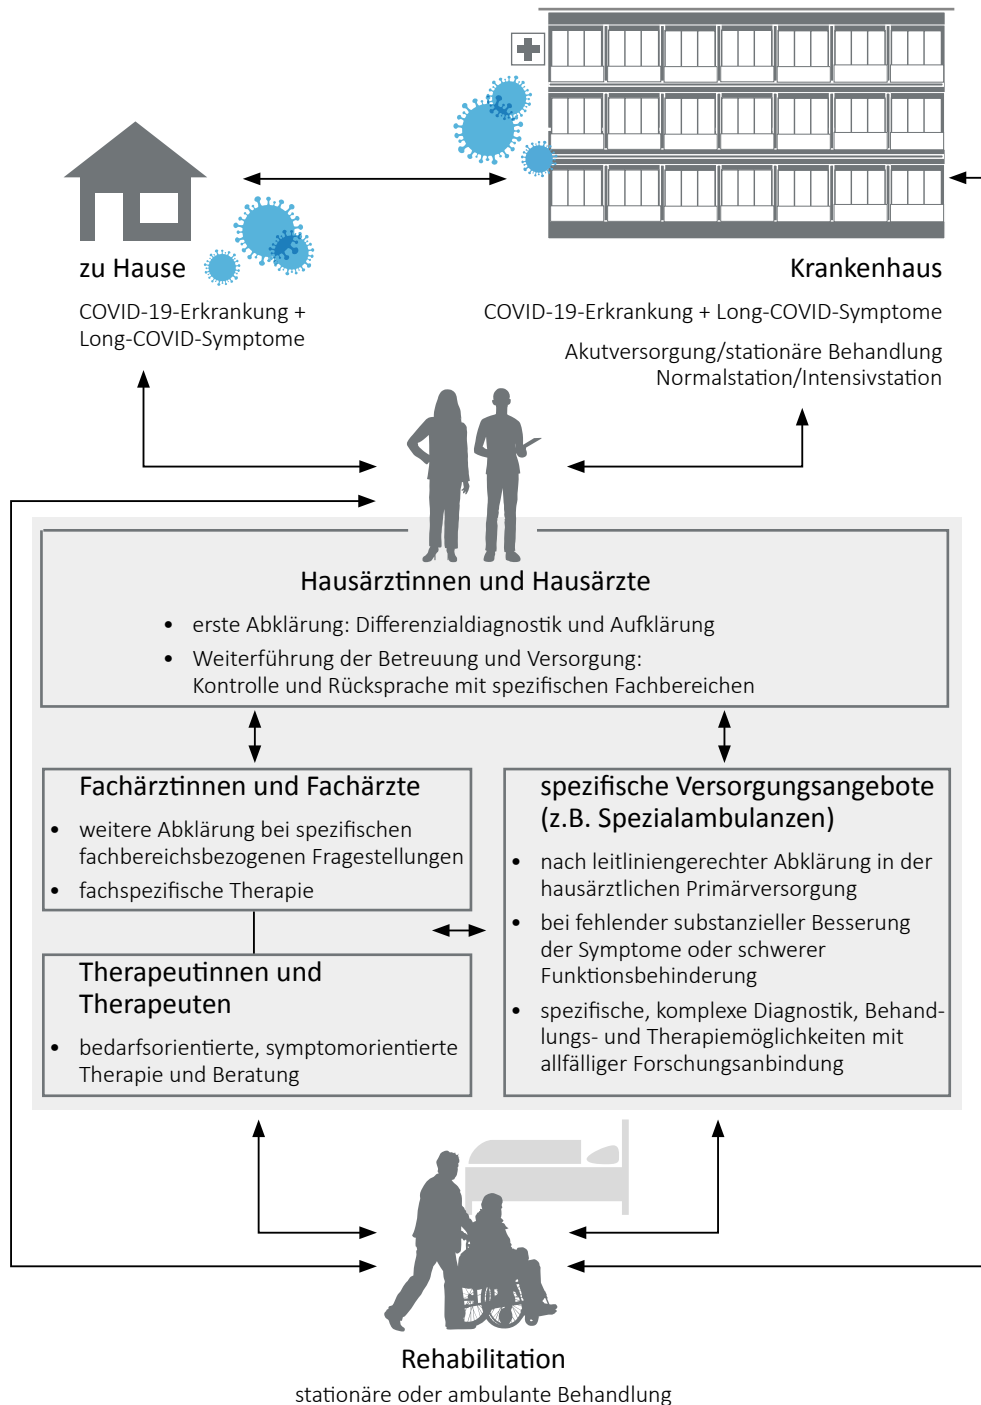 zu Hause
COVID-19-Erkrankung +
Long-COVID-Symptome
Krankenhaus
COVID-19-Erkrankung + Long-COVID-Symptome
Akutversorgung/stationäre Behandlung
Normalstation/Intensivstation
Hausärztinnen und Hausärzte
• erste Abklärung: Differenzialdiagnostik und Aufklärung
• Weiterführung der Betreuung und Versorgung:
Kontrolle und Rücksprache mit spezifischen Fachbereichen
Fachärztinnen und Fachärzte
• weitere Abklärung bei spezifischen
fachbereichsbezogenen Fragestellungen
• fachspezifische Therapie
Therapeutinnen und
Therapeuten
• bedarfsorientierte, symptomorientierte
Therapie und Beratung
spezifische Versorgungsangebote
(z.B. Spezialambulanzen)
• nach leitliniengerechter Abklärung in der
hausärztlichen Primärversorgung
• bei fehlender substanzieller Besserung
der Symptome oder schwerer
Funktionsbehinderung
• spezifische, komplexe Diagnostik, Behand-
lungs- und Therapiemöglichkeiten mit
allfälliger Forschungsanbindung
Rehabilitation
stationäre oder ambulante Behandlung